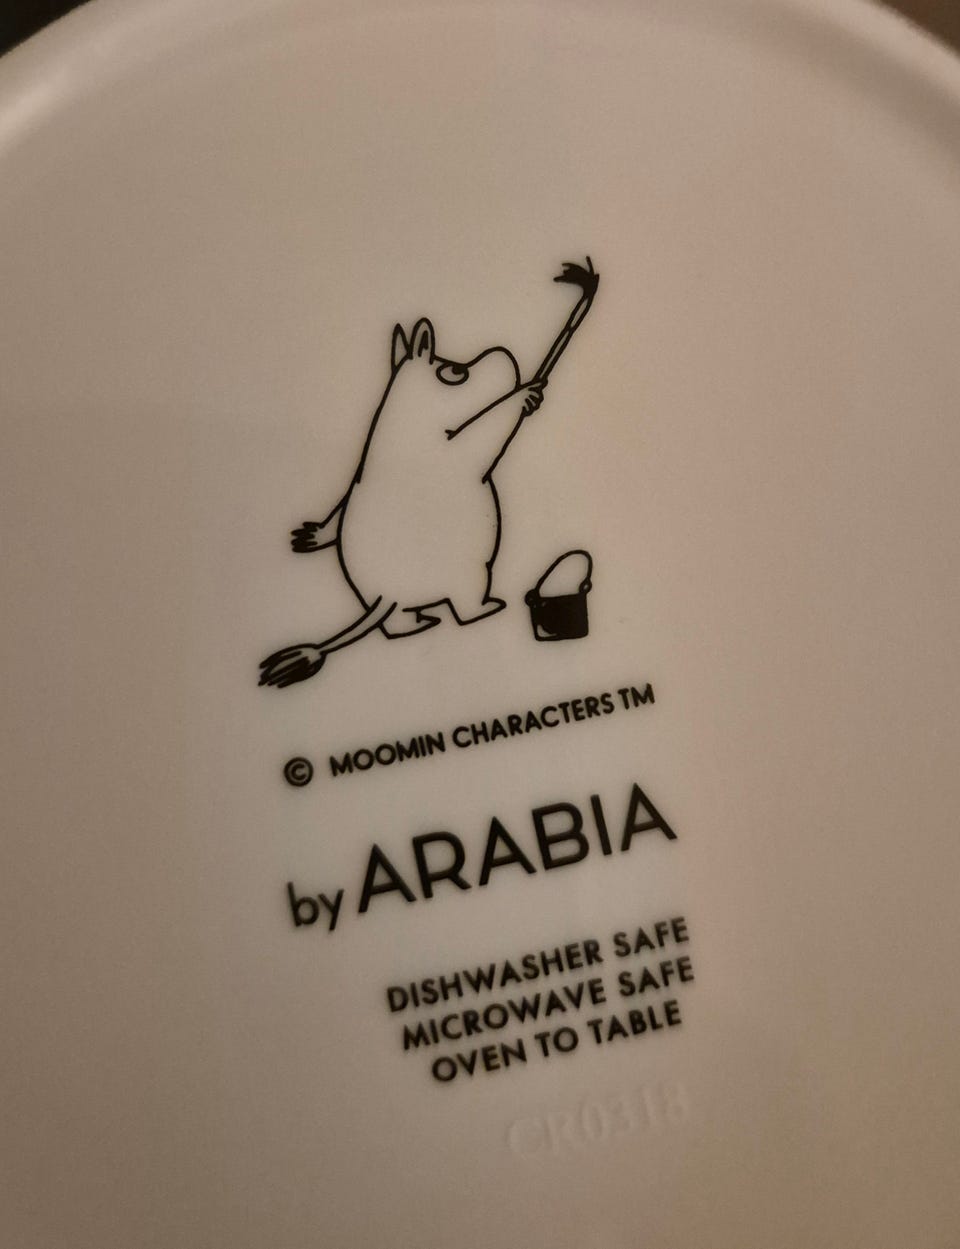 © MOOMIN CHARACTERS TM
by ARABIA
DISHWASHER SAFE
MICROWAVE SAFE
OVEN TO TABLE
CR0318